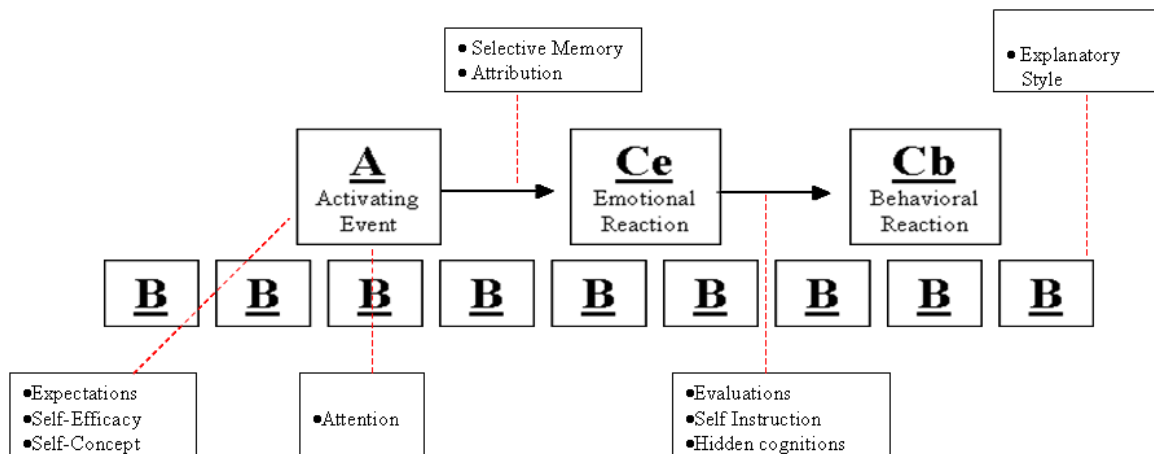 • Selective Memory
• Attribution
• Explanatory
Style
A
Activating
Event
Ce
Emotional
Reaction
Cb
Behavioral
Reaction
B B B B B B B B B
•Expectations
•Self-Efficacy
•Self-Concept
•Attention
•Evaluations
•Self Instruction
•Hidden cognitions